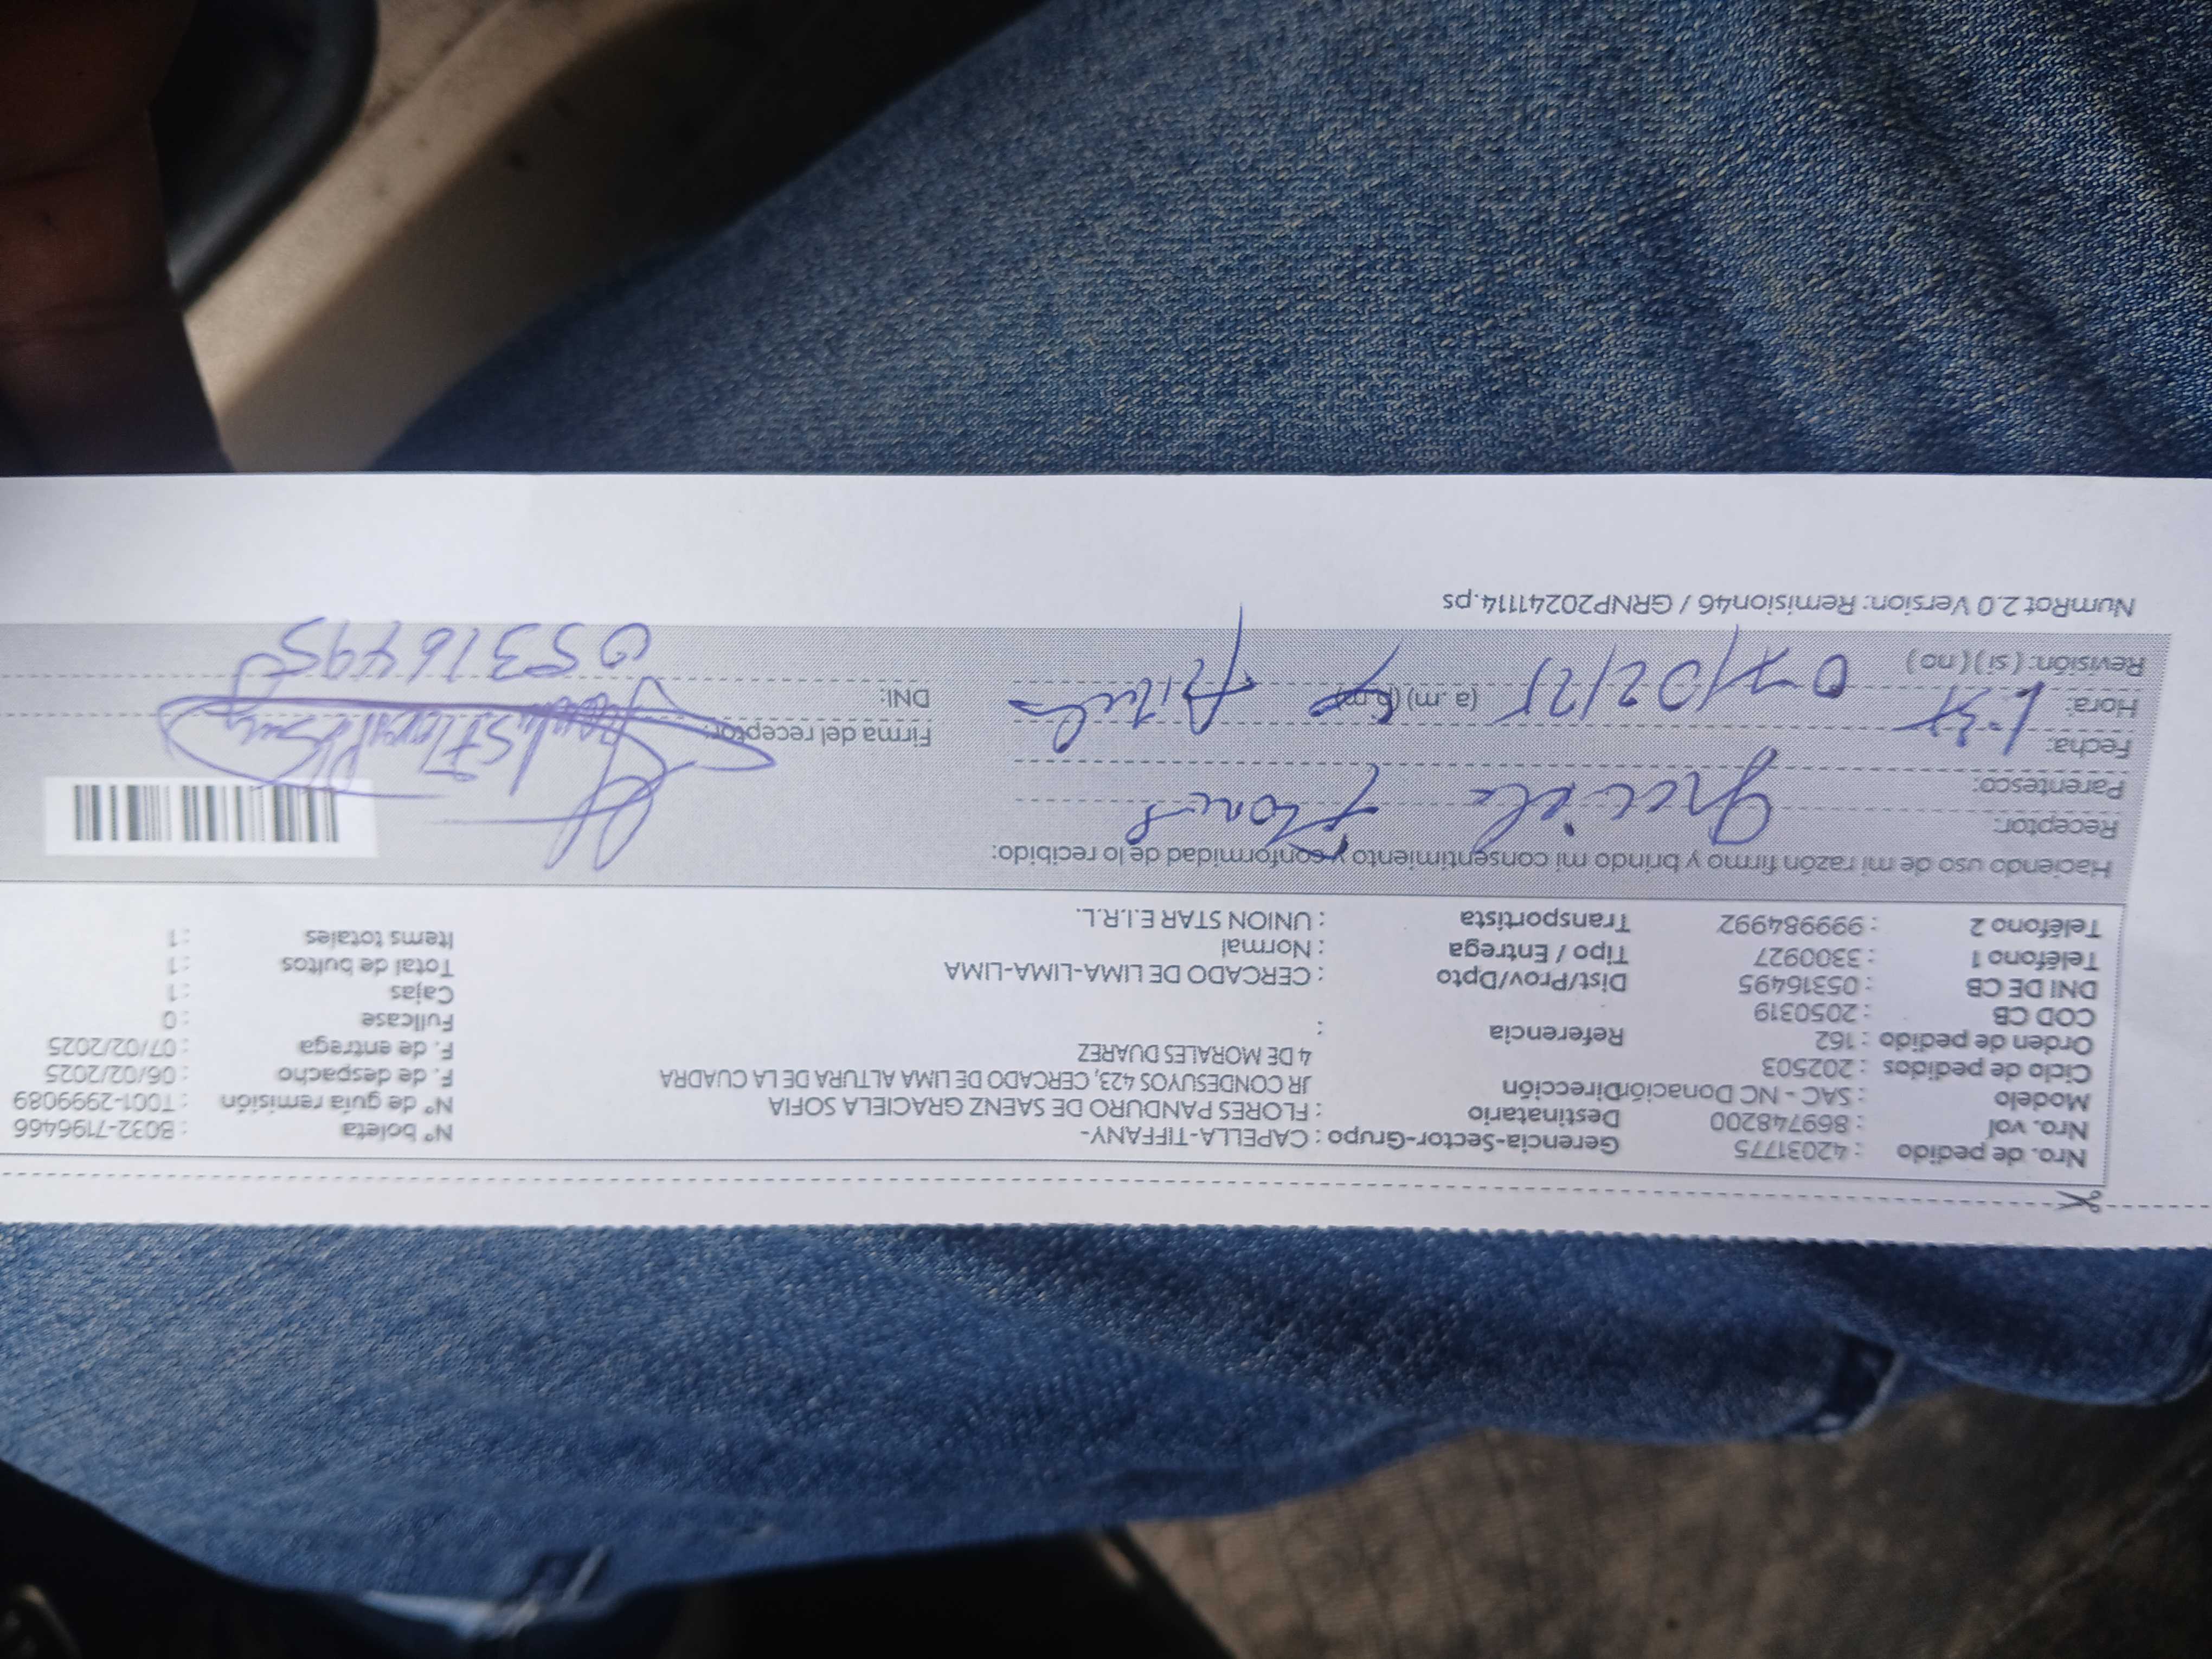 Nro. de pedido : 42031775 Gerencia-Sector-Grupo : CAPELLA-TIFFANY- N° boleta : B032-7196466
Nro. vol : 869748200 Destinatario : FLORES PANDURO DE SAENZ GRACIELA SOFIA N° de guía remisión : T001-2999089
Modelo : SAC - NC Donación Dirección JR CONDESUYOS 423, CERCADO DE LIMA ALTURA DE LA CUADRA F. de despacho : 06/02/2025
Ciclo de pedidos : 202503 4 DE MORALES DUAREZ F. de entrega : 07/02/2025
Orden de pedido : 162 Referencia : Fullcase : 0
COD CB : 2050319 Cajas : 1
DNI DE CB : 05316495 Dist/Prov/Dpto : CERCADO DE LIMA-LIMA-LIMA Total de bultos : 1
Teléfono 1 : 3300927 Tipo / Entrega : Normal Items totales : 1
Teléfono 2 : 999984992 Transportista : UNION STAR E.I.R.L.
Haciendo uso de mi razón firmo y brindo mi consentimiento y conformidad de lo recibido:
Receptor: Graciela Flores
Parentesco:
Fecha: Firma del receptor:
Hora: (a .m) (p.m) DNI:
Revisión: ( si ) ( no ) 07/02/25 05316495
NumRot 2.0 Version: Remision46 / GRNP20241114.ps